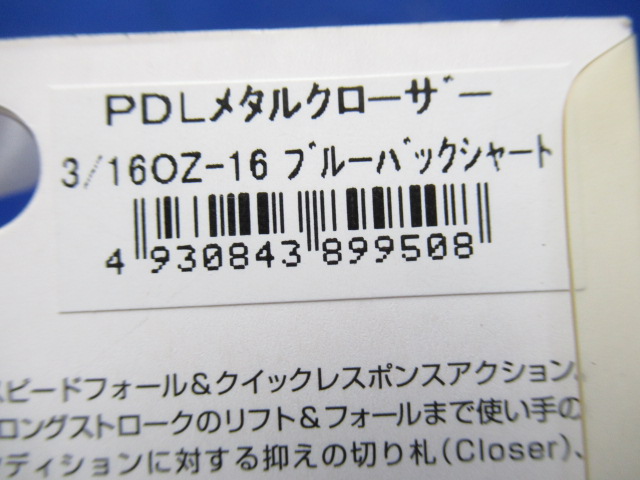 PDLメタルクローザー
3/16OZ-16 ブルーバックシャート
4 930843 899508
スピードフォール&クイックレスポンスアクション、
ロングストロークのリフト&フォールまで使い手の
ディションに対する抑えの切り札(Closer)、